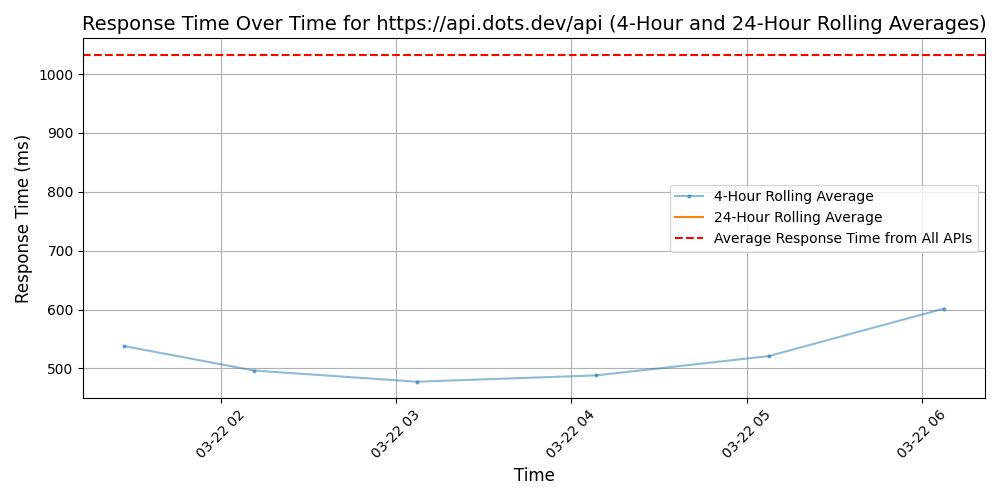 Response Time Over Time for https://api.dots.dev/api (4-Hour and 24-Hour Rolling Averages)
Response Time (ms)
1000
900
800
700
600
500
4-Hour Rolling Average
24-Hour Rolling Average
Average Response Time from All APIs
03-22 02
03-22 03
03-22 04
03-22 05
03-22 06
Time